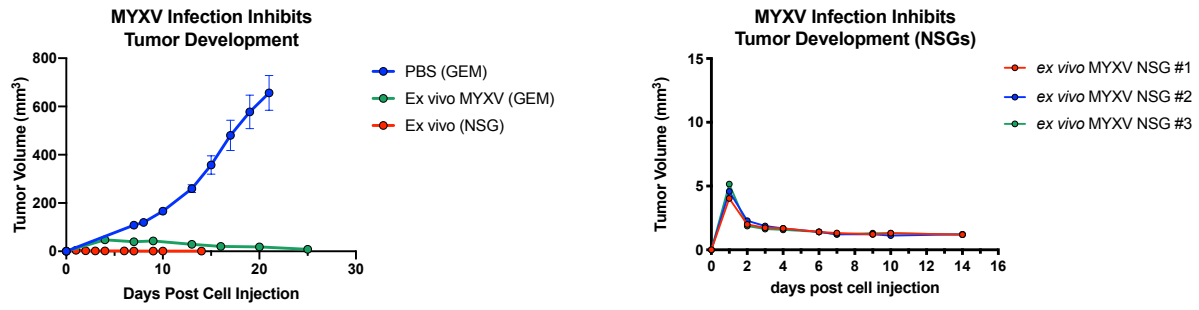 MYXV Infection Inhibits
Tumor Development
800
600
400
200
0
Tumor Volume (mm³)
0
10
20
30
Days Post Cell Injection
PBS (GEM)
Ex vivo MYXV (GEM)
Ex vivo (NSG)
MYXV Infection Inhibits
Tumor Development (NSGs)
15
10
5
0
Tumor Volume (mm³)
0
2
4
6
8
10
12
14
16
days post cell injection
ex vivo MYXV NSG #1
ex vivo MYXV NSG #2
ex vivo MYXV NSG #3